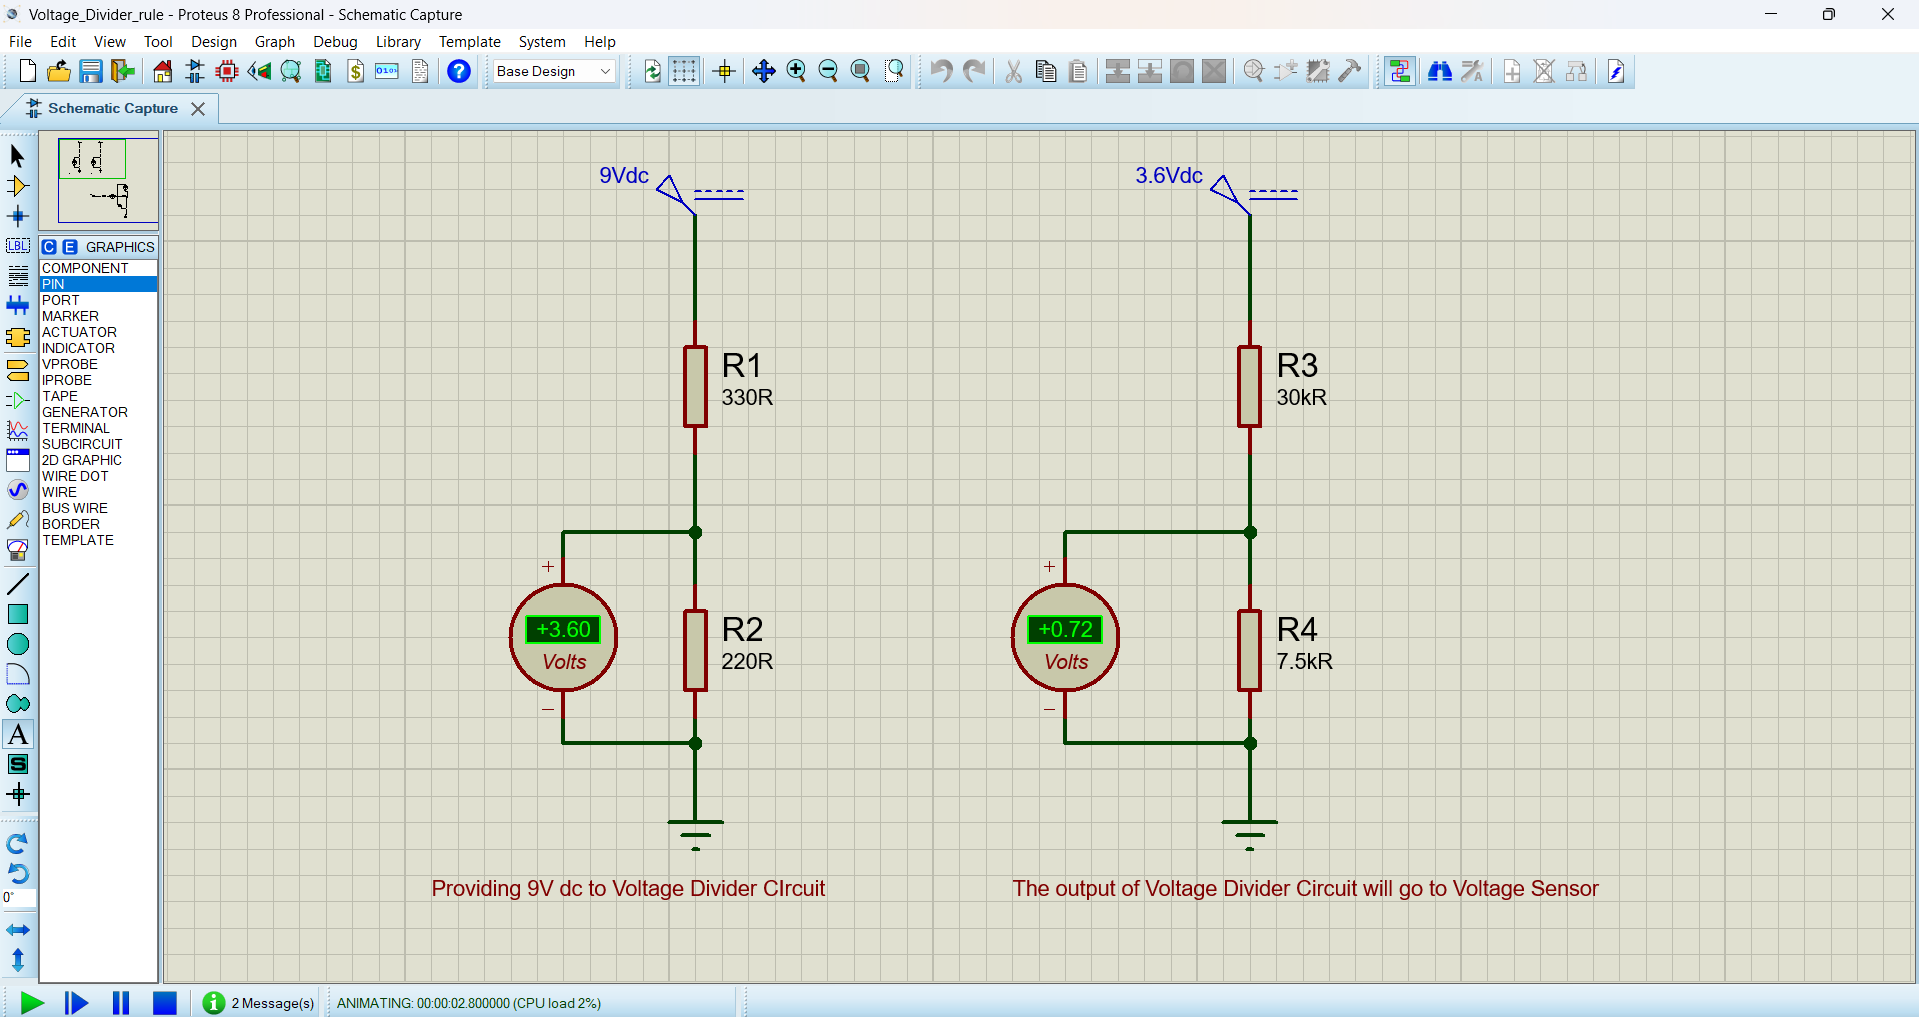 Voltage_Divider_rule - Proteus 8 Professional - Schematic Capture
File Edit View Tool Design Graph Debug Library Template System Help
Base Design
Schematic Capture
C E GRAPHICS
COMPONENT
PIN
PORT
MARKER
ACTUATOR
INDICATOR
VPROBE
IPROBE
TAPE
GENERATOR
TERMINAL
SUBCIRCUIT
2D GRAPHIC
WIRE DOT
WIRE
BUS WIRE
BORDER
TEMPLATE
LBL
A
S
0°
9Vdc
R1
330R
+
+3.60
Volts
−
R2
220R
Providing 9V dc to Voltage Divider CIrcuit
3.6Vdc
R3
30kR
+
+0.72
Volts
−
R4
7.5kR
The output of Voltage Divider Circuit will go to Voltage Sensor
2 Message(s)
ANIMATING: 00:00:02.800000 (CPU load 2%)